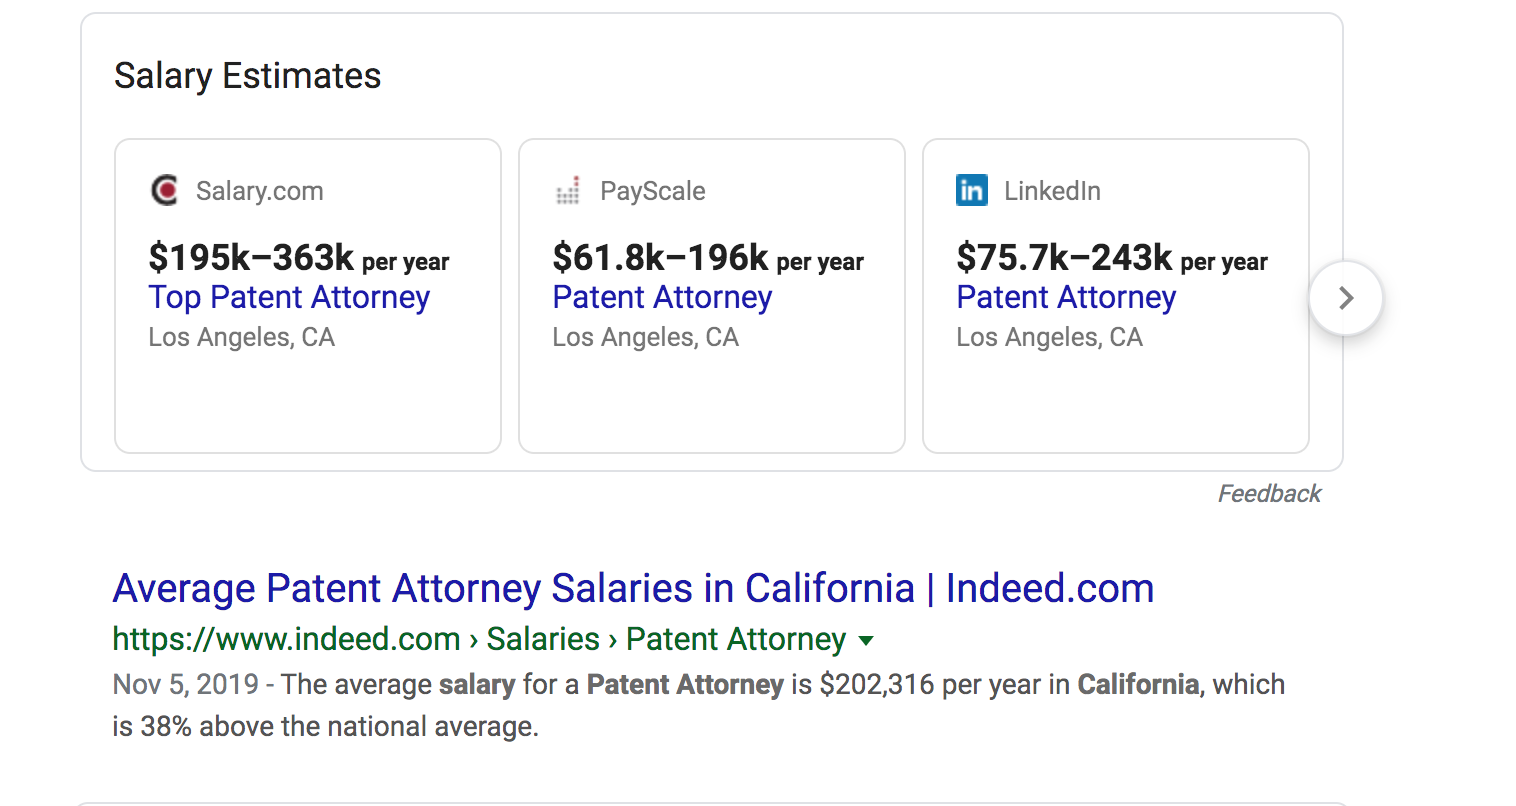 Salary Estimates
Salary.com
$195k–363k per year
Top Patent Attorney
Los Angeles, CA
PayScale
$61.8k–196k per year
Patent Attorney
Los Angeles, CA
in LinkedIn
$75.7k–243k per year
Patent Attorney
Los Angeles, CA
Feedback
Average Patent Attorney Salaries in California | Indeed.com
https://www.indeed.com › Salaries › Patent Attorney
Nov 5, 2019 - The average salary for a Patent Attorney is $202,316 per year in California, which
is 38% above the national average.